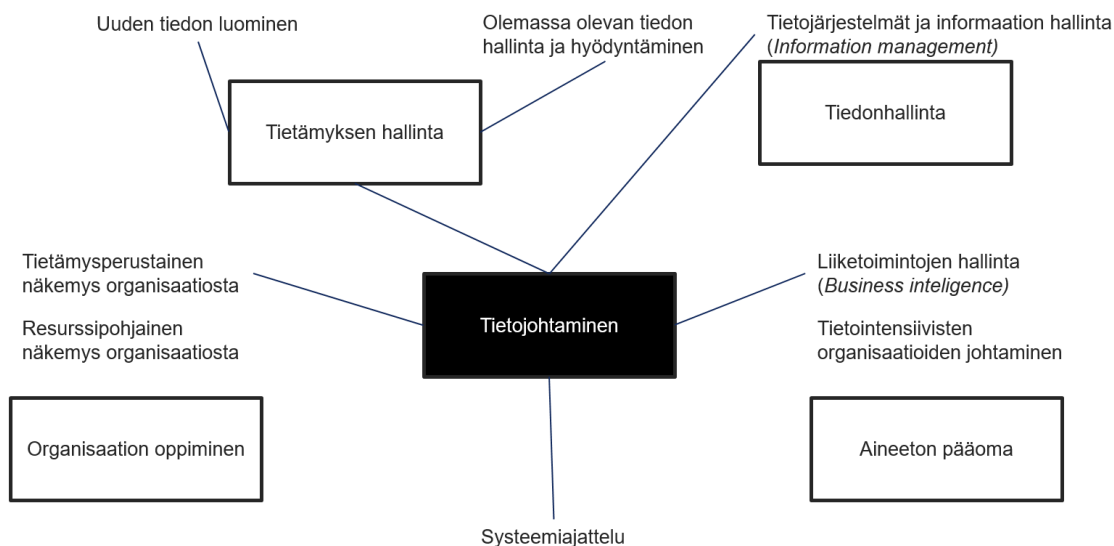 Uuden tiedon luominen
Olemassa olevan tiedon
hallinta ja hyödyntäminen
Tietojärjestelmät ja informaation hallinta
(Information management)
Tietämyksen hallinta
Tiedonhallinta
Tietämysperustainen
näkemys organisaatiosta
Resurssipohjainen
näkemys organisaatiosta
Tietojohtaminen
Liiketoimintojen hallinta
(Business inteligence)
Tietointensiivisten
organisaatioiden johtaminen
Organisaation oppiminen
Aineeton pääoma
Systeemiajattelu